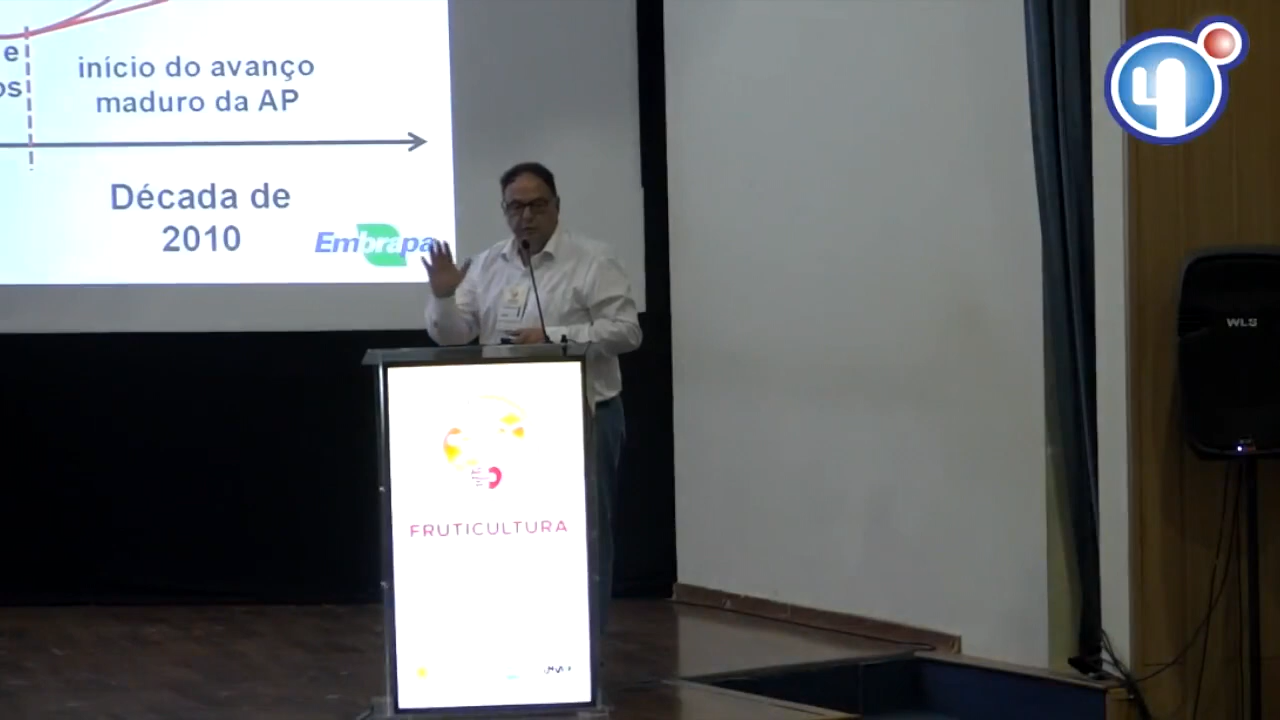 e
os
início do avanço
maduro da AP
Década de
2010
Embrapa
WLS
FRUTICULTURA